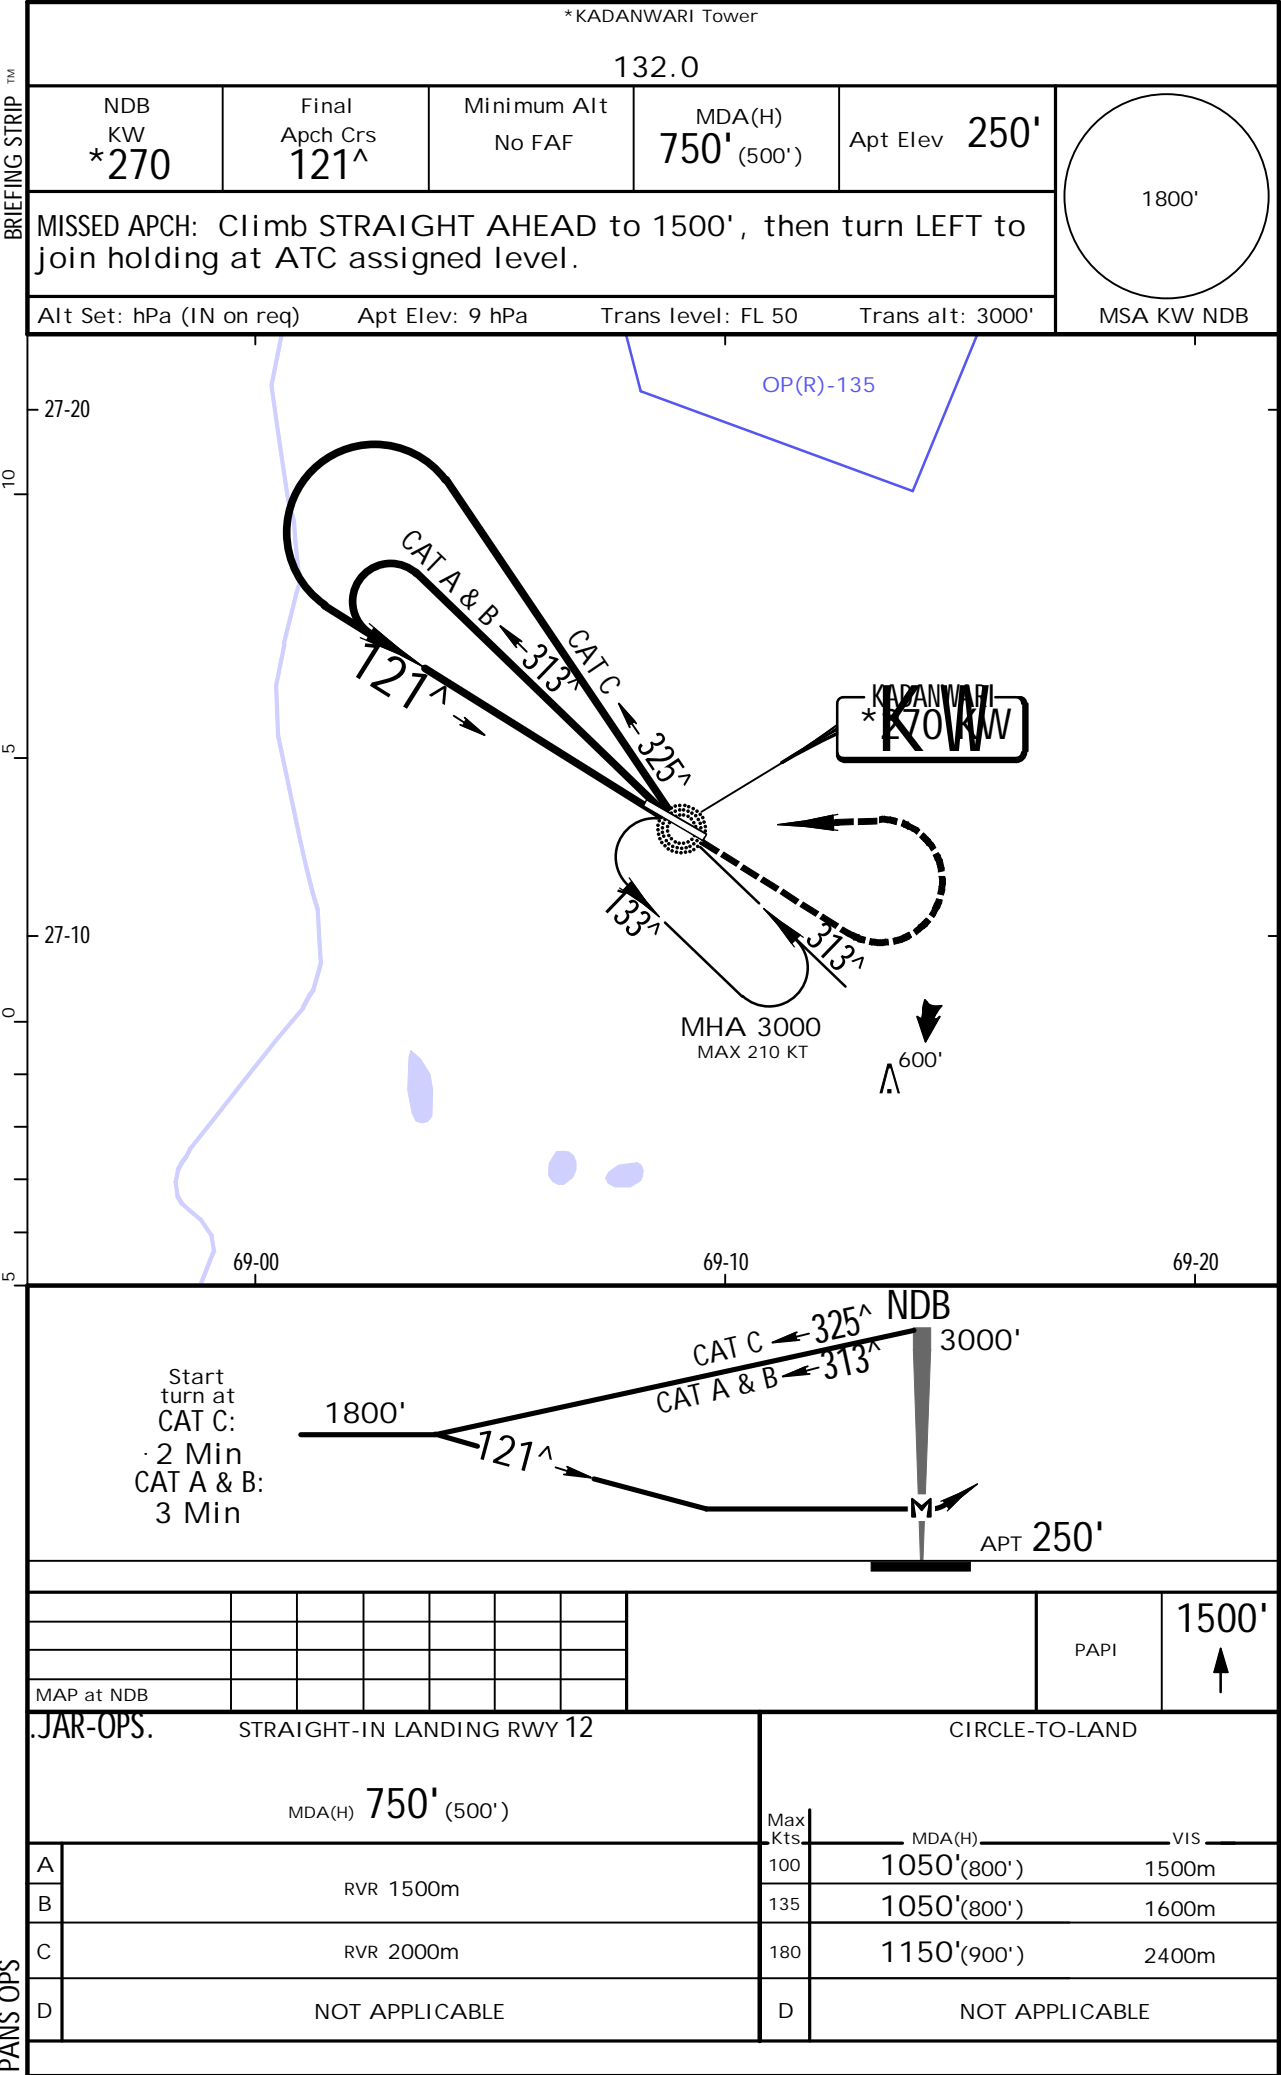 *KADANWARI Tower
132.0
BRIEFING STRIP ™
NDB
KW
*270
Final
Apch Crs
121^
Minimum Alt
No FAF
MDA(H)
750' (500')
Apt Elev 250'
1800'
MSA KW NDB
MISSED APCH: Climb STRAIGHT AHEAD to 1500', then turn LEFT to
join holding at ATC assigned level.
Alt Set: hPa (IN on req) Apt Elev: 9 hPa Trans level: FL 50 Trans alt: 3000'
OP(R)-135
27-20
10
CAT A & B
313^
CAT C
325^
121^
KADANWARI
*270 KW
KW
5
27-10
133^
313^
0
MHA 3000
MAX 210 KT
600'
5
69-00
69-10
69-20
NDB
3000'
CAT C
325^
CAT A & B
313^
Start
turn at
CAT C:
2 Min
CAT A & B:
3 Min
1800'
121^
M
APT 250'
MAP at NDB
PAPI
1500'
.JAR-OPS.
STRAIGHT-IN LANDING RWY 12
CIRCLE-TO-LAND
MDA(H) 750' (500')
Max
Kts
MDA(H)
VIS
A
B
RVR 1500m
100
1050'(800')
1500m
135
1050'(800')
1600m
C
RVR 2000m
180
1150'(900')
2400m
D
NOT APPLICABLE
D
NOT APPLICABLE
PANS OPS